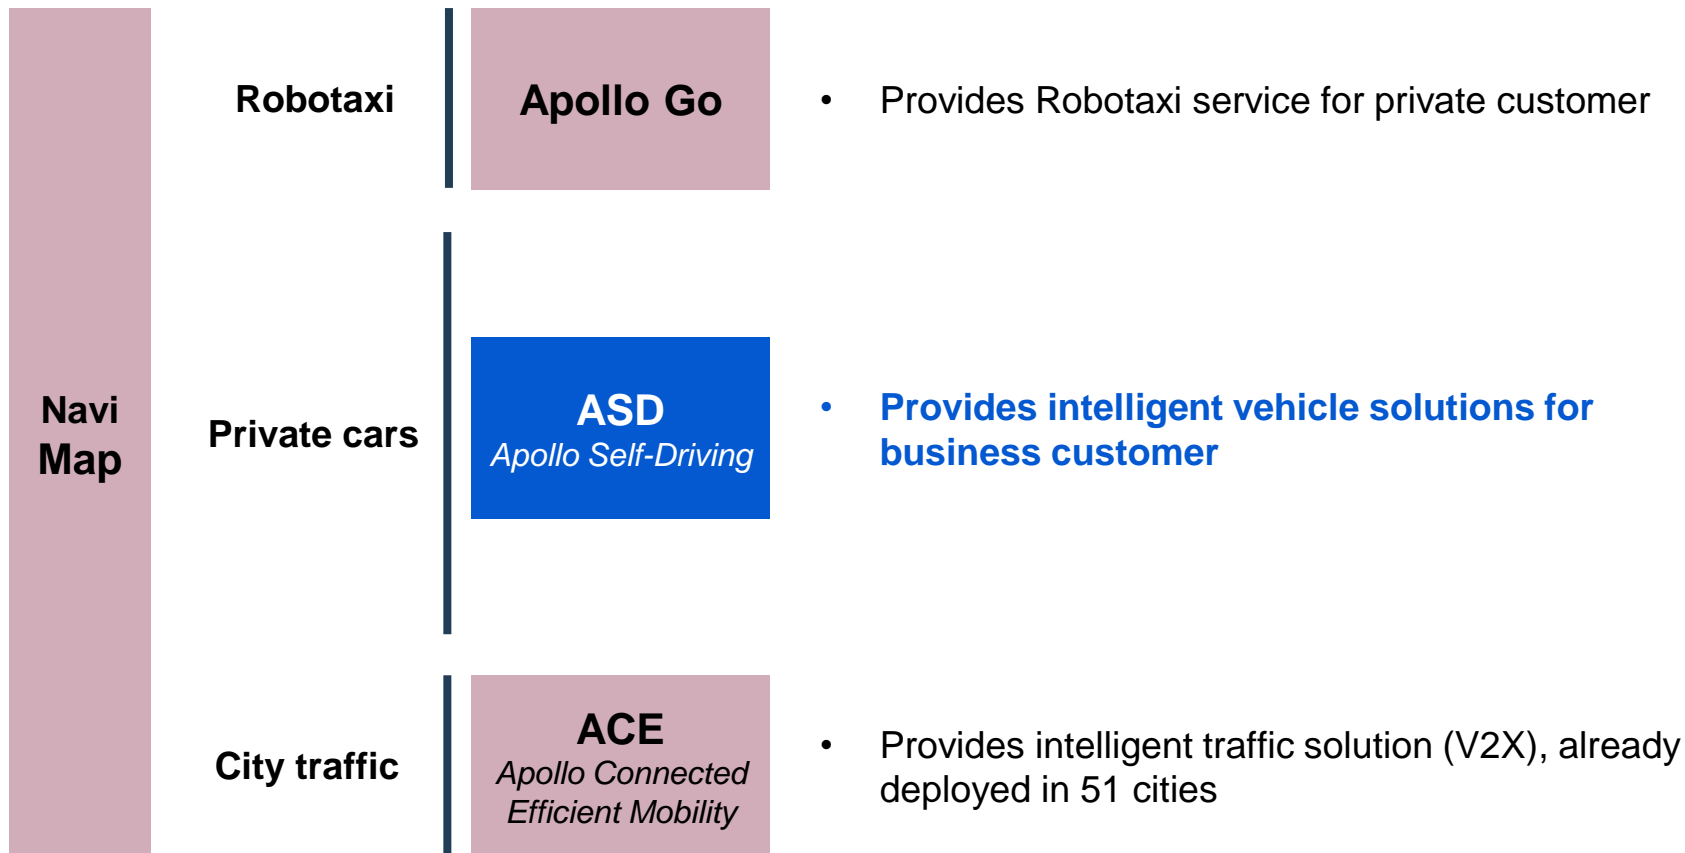 Navi
Map
Robotaxi
Apollo Go
• Provides Robotaxi service for private customer
Private cars
ASD
Apollo Self-Driving
• Provides intelligent vehicle solutions for
business customer
City traffic
ACE
Apollo Connected
Efficient Mobility
• Provides intelligent traffic solution (V2X), already
deployed in 51 cities